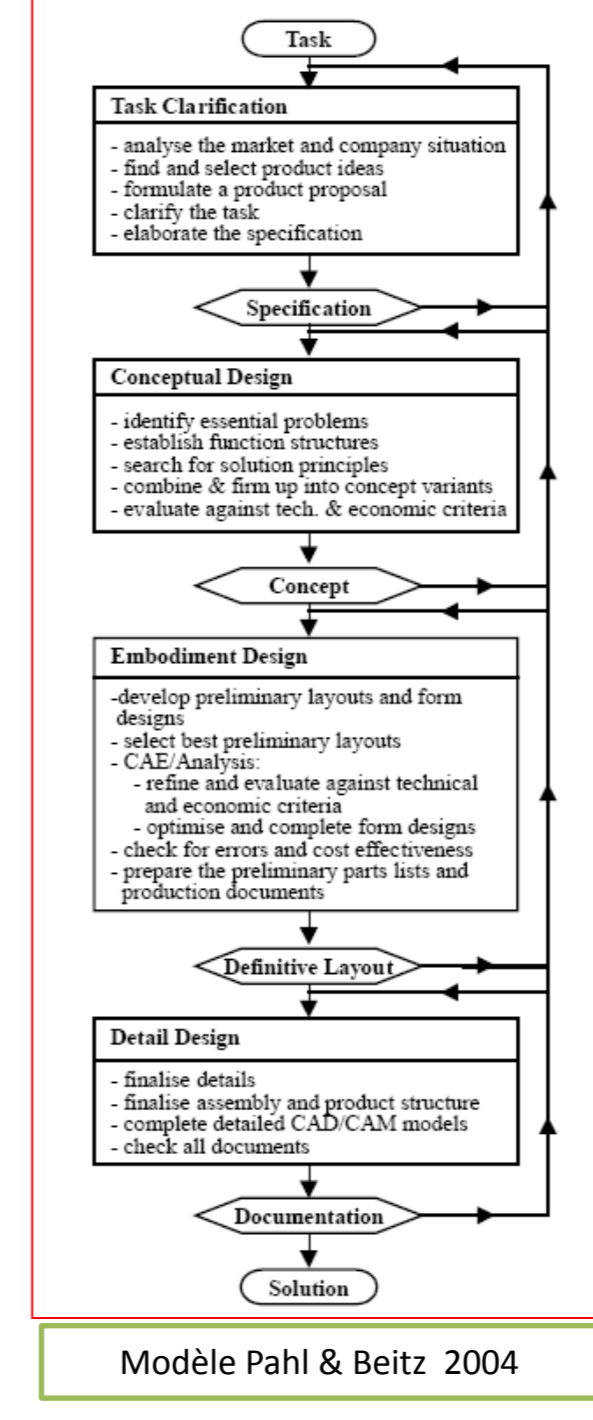 Task
Task Clarification
- analyse the market and company situation
- find and select product ideas
- formulate a product proposal
- clarify the task
- elaborate the specification
Specification
Conceptual Design
- identify essential problems
- establish function structures
- search for solution principles
- combine & firm up into concept variants
- evaluate against tech. & economic criteria
Concept
Embodiment Design
-develop preliminary layouts and form
designs
- select best preliminary layouts
- CAE/Analysis:
- refine and evaluate against technical
and economic criteria
- optimise and complete form designs
- check for errors and cost effectiveness
- prepare the preliminary parts lists and
production documents
Definitive Layout
Detail Design
- finalise details
- finalise assembly and product structure
- complete detailed CAD/CAM models
- check all documents
Documentation
Solution
Modèle Pahl & Beitz 2004